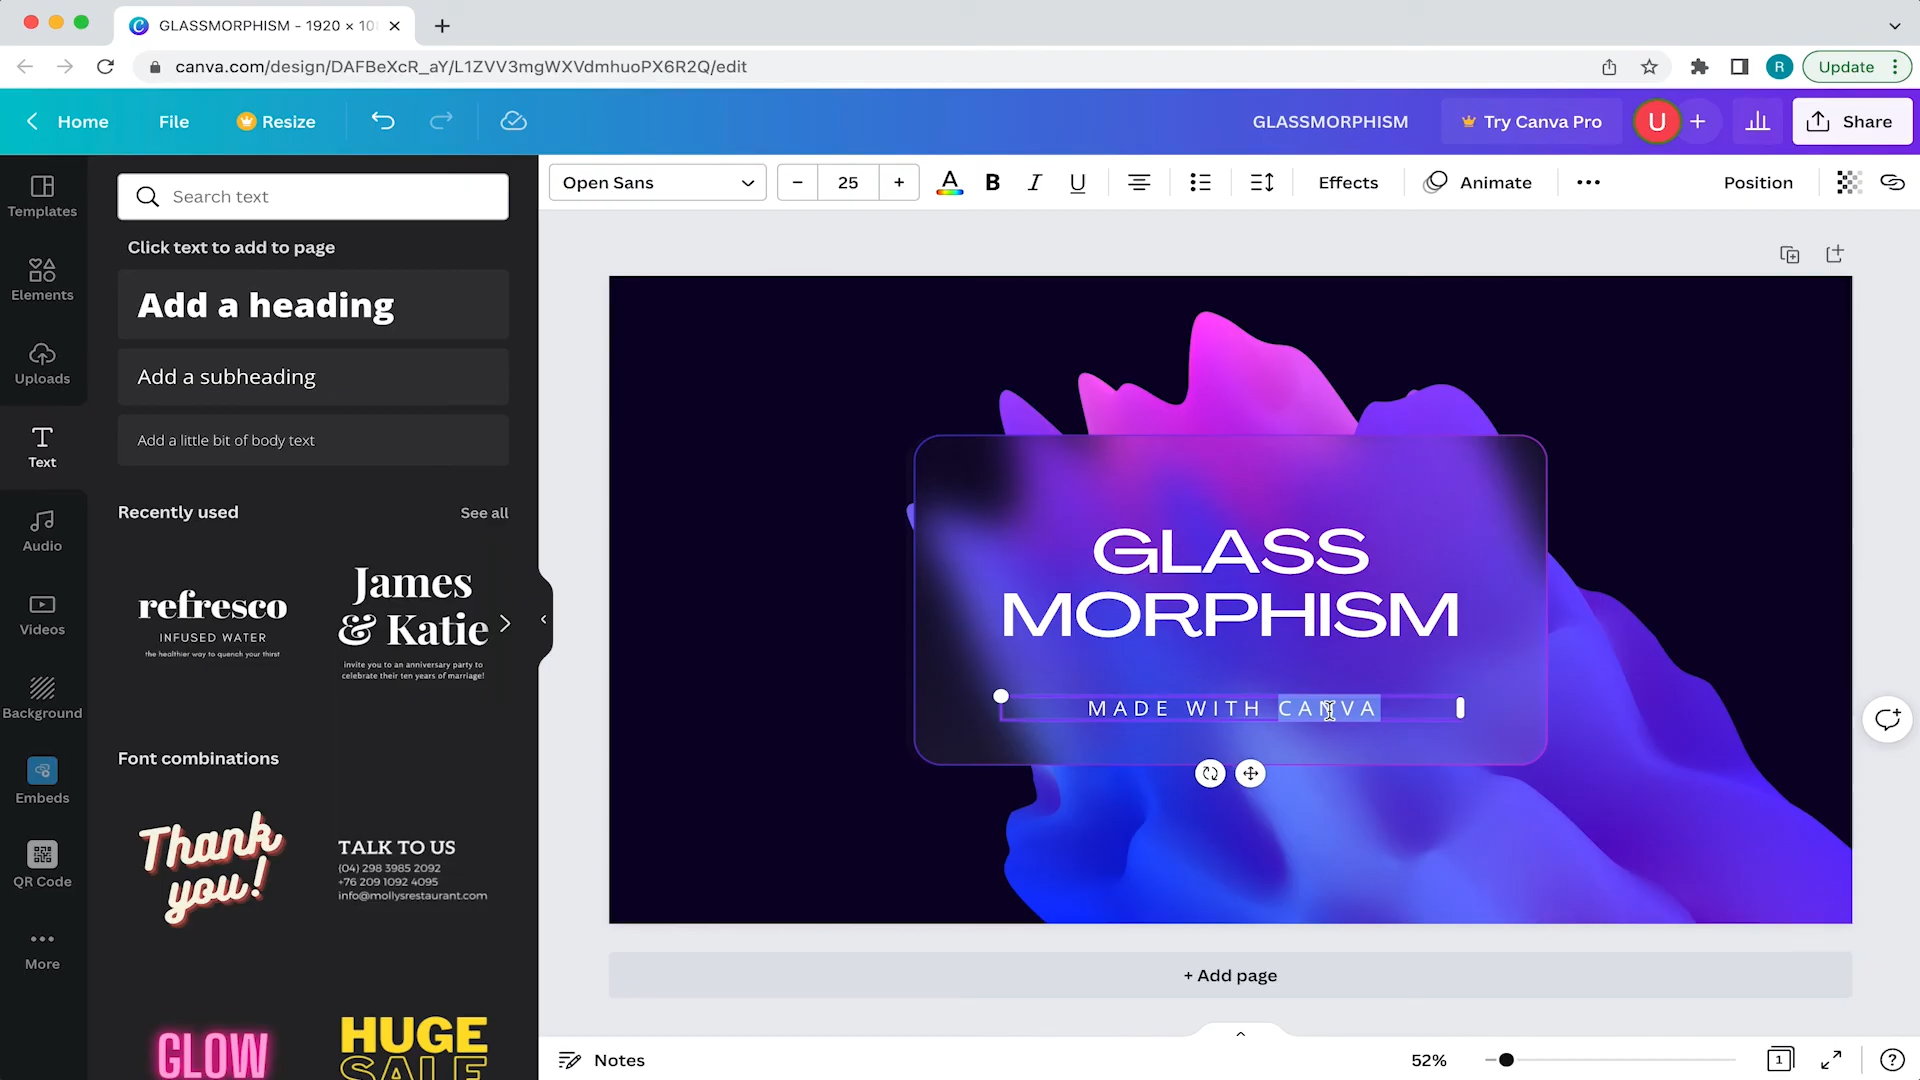 GLASSMORPHISM - 1920 × 10
canva.com/design/DAFBeXcR_aY/L1ZVV3mgWXVdmhuoPX6R2Q/edit
R
Update
Home
File
Resize
GLASSMORPHISM
Try Canva Pro
U
Share
Templates
Elements
Uploads
Text
Audio
Videos
Background
Embeds
QR Code
More
Search text
Click text to add to page
Add a heading
Add a subheading
Add a little bit of body text
Recently used
See all
refresco
INFUSED WATER
the healthier way to quench your thirst
James
& Katie
invite you to an anniversary party to
celebrate their ten years of marriage!
Font combinations
Thank
you!
TALK TO US
(04) 298 3985 2092
+76 209 1092 4095
info@mollysrestaurant.com
GLOW
HUGE
SALE
Open Sans
25
A
B
I
U
Effects
Animate
Position
GLASS
MORPHISM
MADE WITH CANVA
+ Add page
Notes
52%
1
?